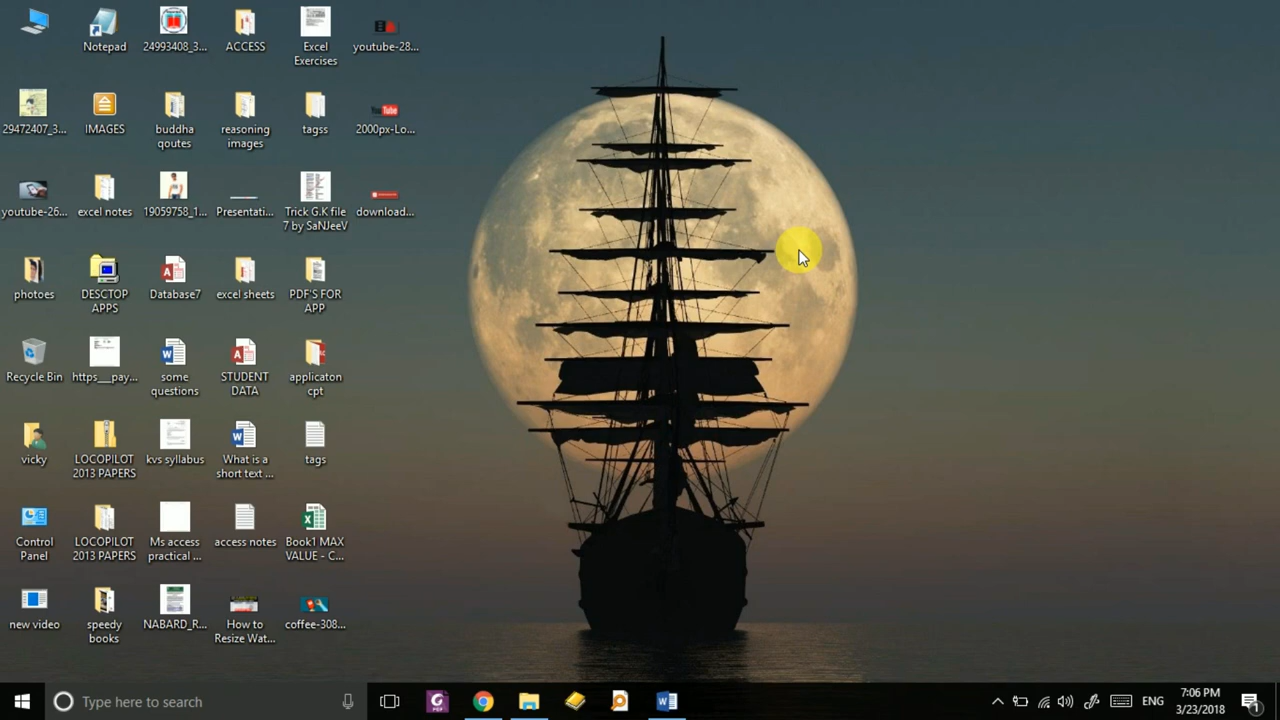 Notepad
24993408_3...
ACCESS
Excel
Exercises
youtube-28...
29472407_3...
IMAGES
buddha
qoutes
reasoning
images
tagss
2000px-Lo...
youtube-26...
excel notes
19059758_1...
Presentati...
Trick G.K file
7 by SaNJeeV
download...
photoes
DESCTOP
APPS
Database7
excel sheets
PDF'S FOR
APP
Recycle Bin
https__pay...
some
questions
STUDENT
DATA
applicaton
cpt
vicky
LOCOPILOT
2013 PAPERS
kvs syllabus
What is a
short text ...
tags
Control
Panel
LOCOPILOT
2013 PAPERS
Ms access
practical ...
access notes
Book1 MAX
VALUE - C...
new video
speedy
books
NABARD_R...
How to
Resize Wat...
coffee-308...
Type here to search
ENG
7:06 PM
3/23/2018
1